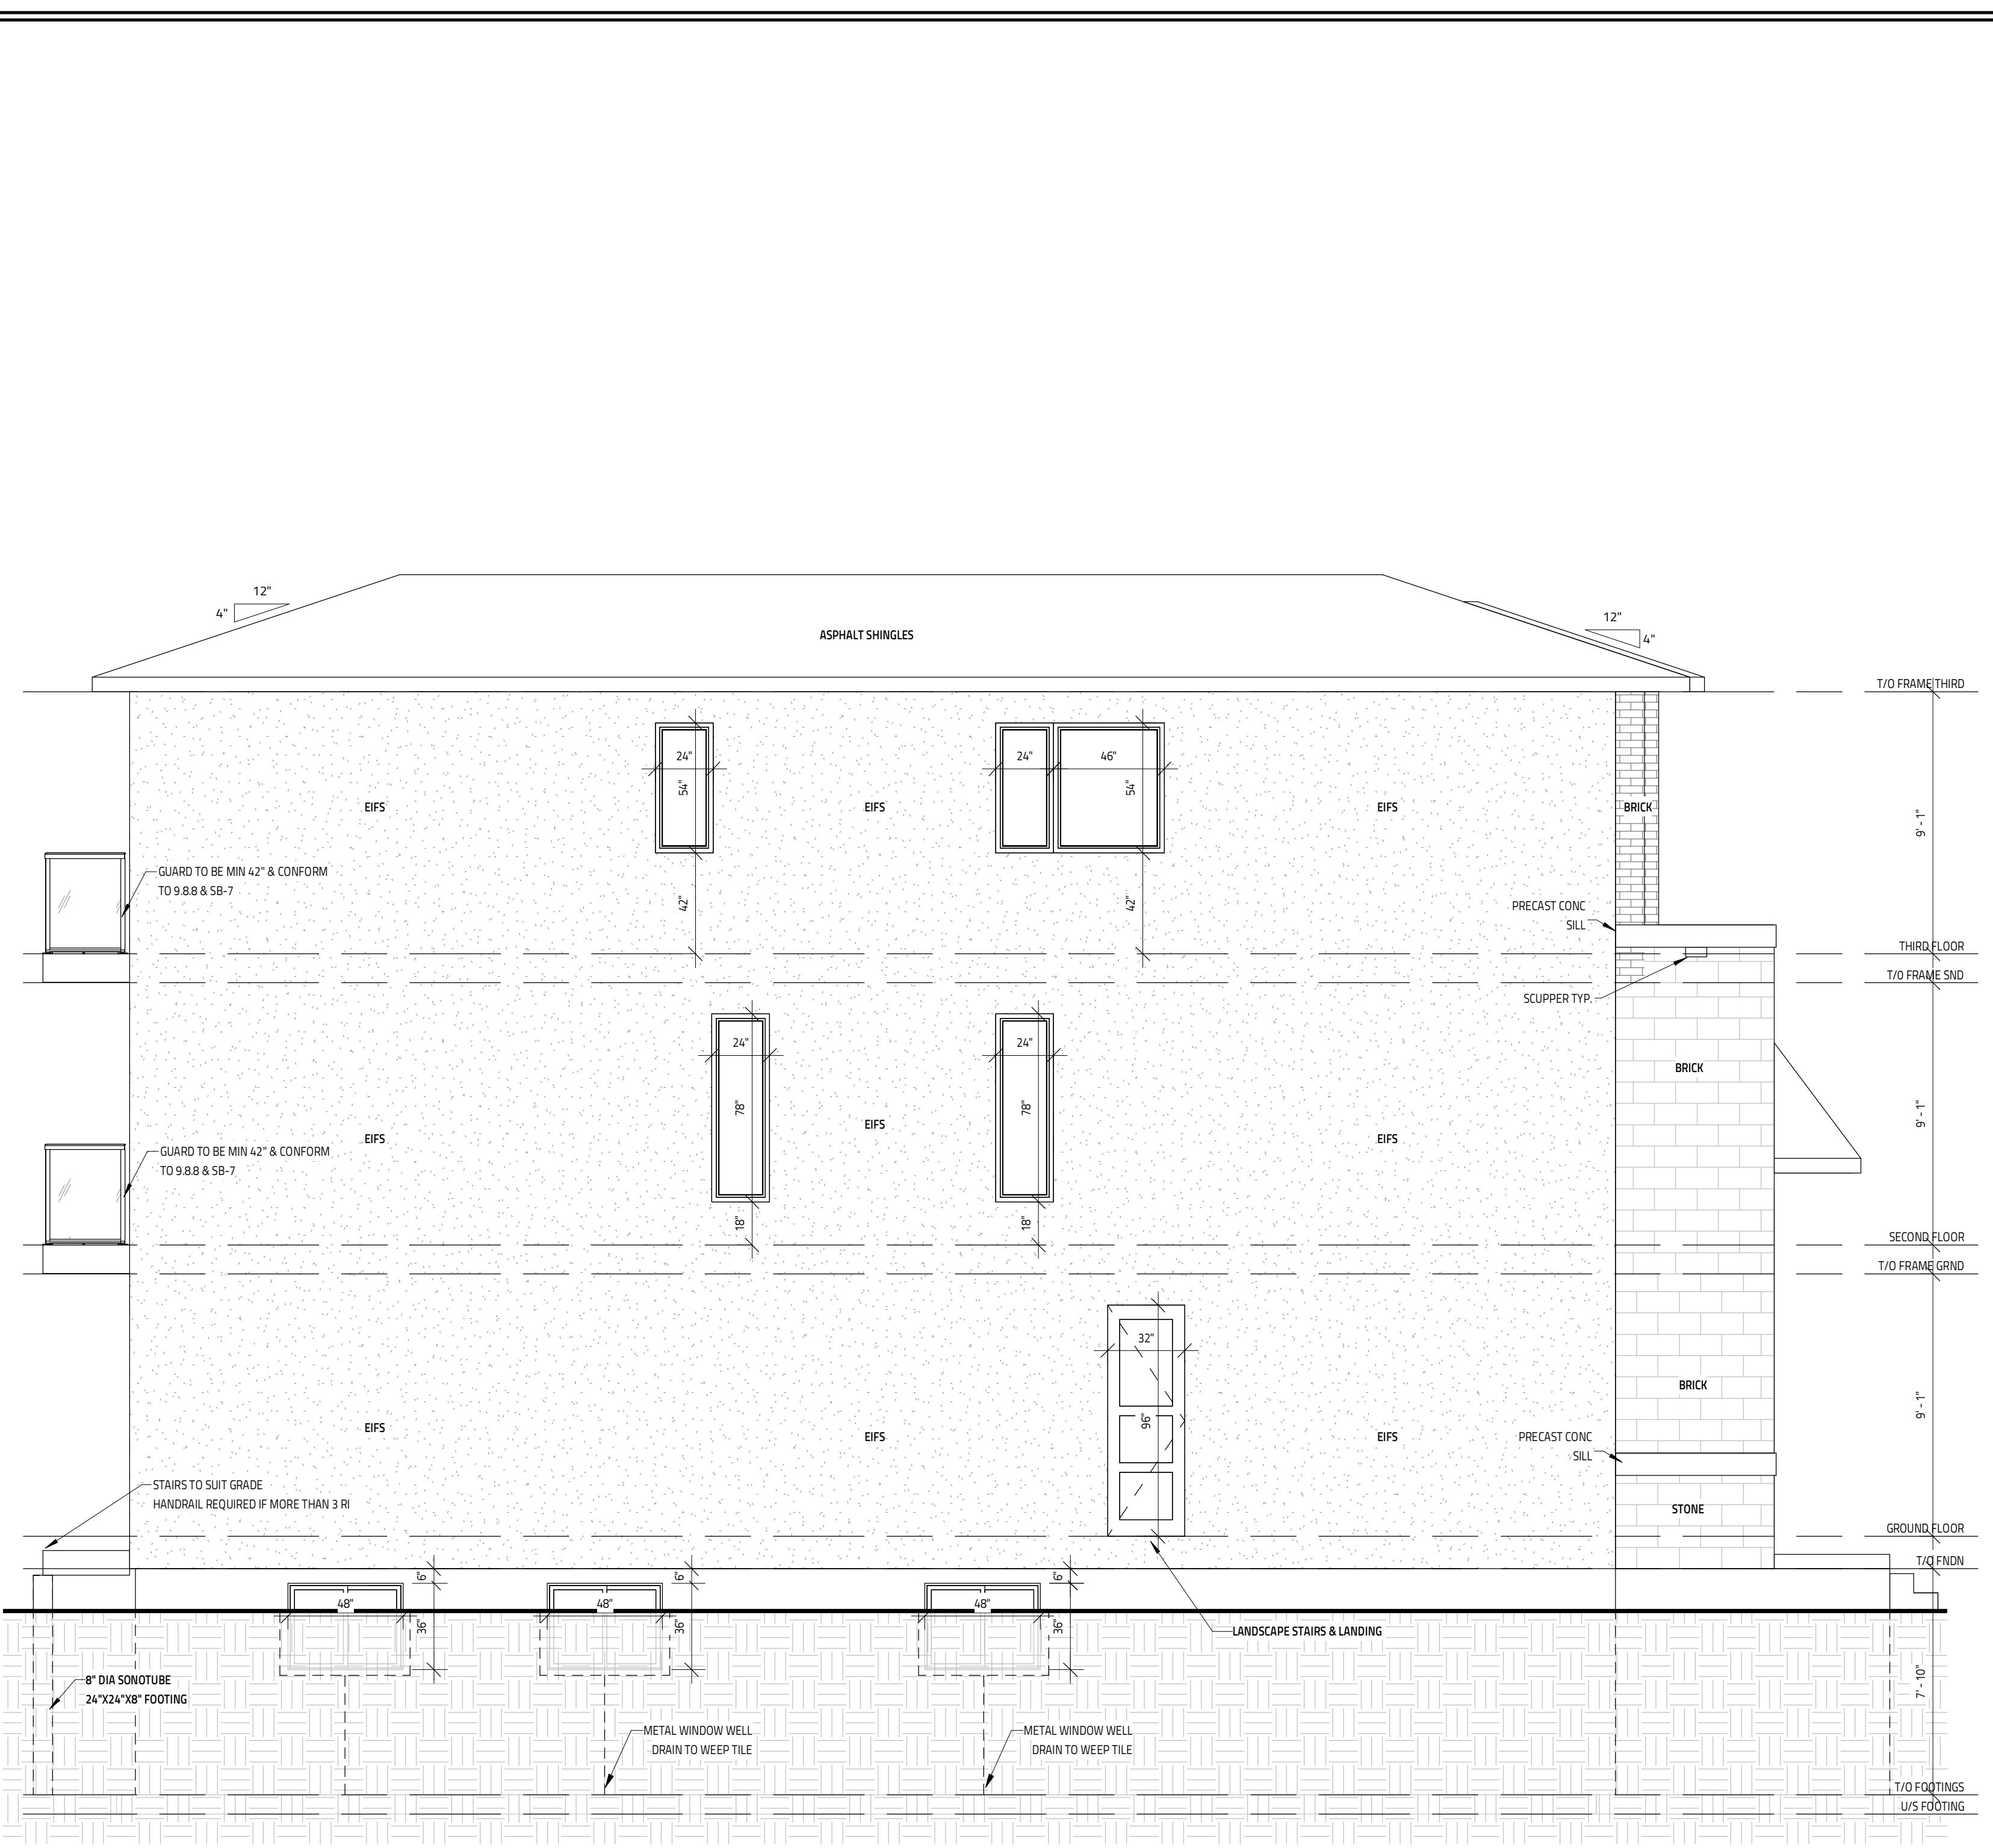 12"
4"
12"
4"
ASPHALT SHINGLES
T/O FRAME THIRD
24"
54"
42"
24"
46"
54"
42"
EIFS
EIFS
EIFS
BRICK
9' - 1"
GUARD TO BE MIN 42" & CONFORM
TO 9.8.8 & SB-7
PRECAST CONC
SILL
THIRD FLOOR
T/O FRAME SND
SCUPPER TYP.
24"
78"
18"
24"
78"
18"
BRICK
9' - 1"
EIFS
EIFS
EIFS
GUARD TO BE MIN 42" & CONFORM
TO 9.8.8 & SB-7
SECOND FLOOR
T/O FRAME GRND
32"
96"
BRICK
9' - 1"
EIFS
EIFS
EIFS
PRECAST CONC
SILL
STAIRS TO SUIT GRADE
HANDRAIL REQUIRED IF MORE THAN 3 RI
STONE
GROUND FLOOR
T/O FNDN
6"
6"
6"
48"
48"
48"
36"
36"
36"
LANDSCAPE STAIRS & LANDING
8" DIA SONOTUBE
24"X24"X8" FOOTING
7' - 10"
METAL WINDOW WELL
DRAIN TO WEEP TILE
METAL WINDOW WELL
DRAIN TO WEEP TILE
T/O FOOTINGS
U/S FOOTING